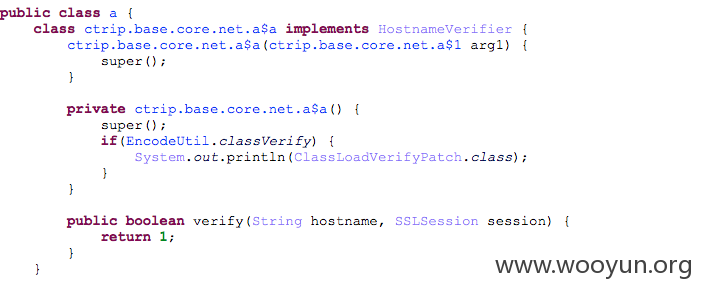 public class a {
    class ctrip.base.core.net.a$a implements HostnameVerifier {
        ctrip.base.core.net.a$a(ctrip.base.core.net.a$1 arg1) {
            super();
        }

        private ctrip.base.core.net.a$a() {
            super();
            if(EncodeUtil.classVerify) {
                System.out.println(ClassLoadVerifyPatch.class);
            }
        }

        public boolean verify(String hostname, SSLSession session) {
            return 1;
        }
    }
www.wooyun.org